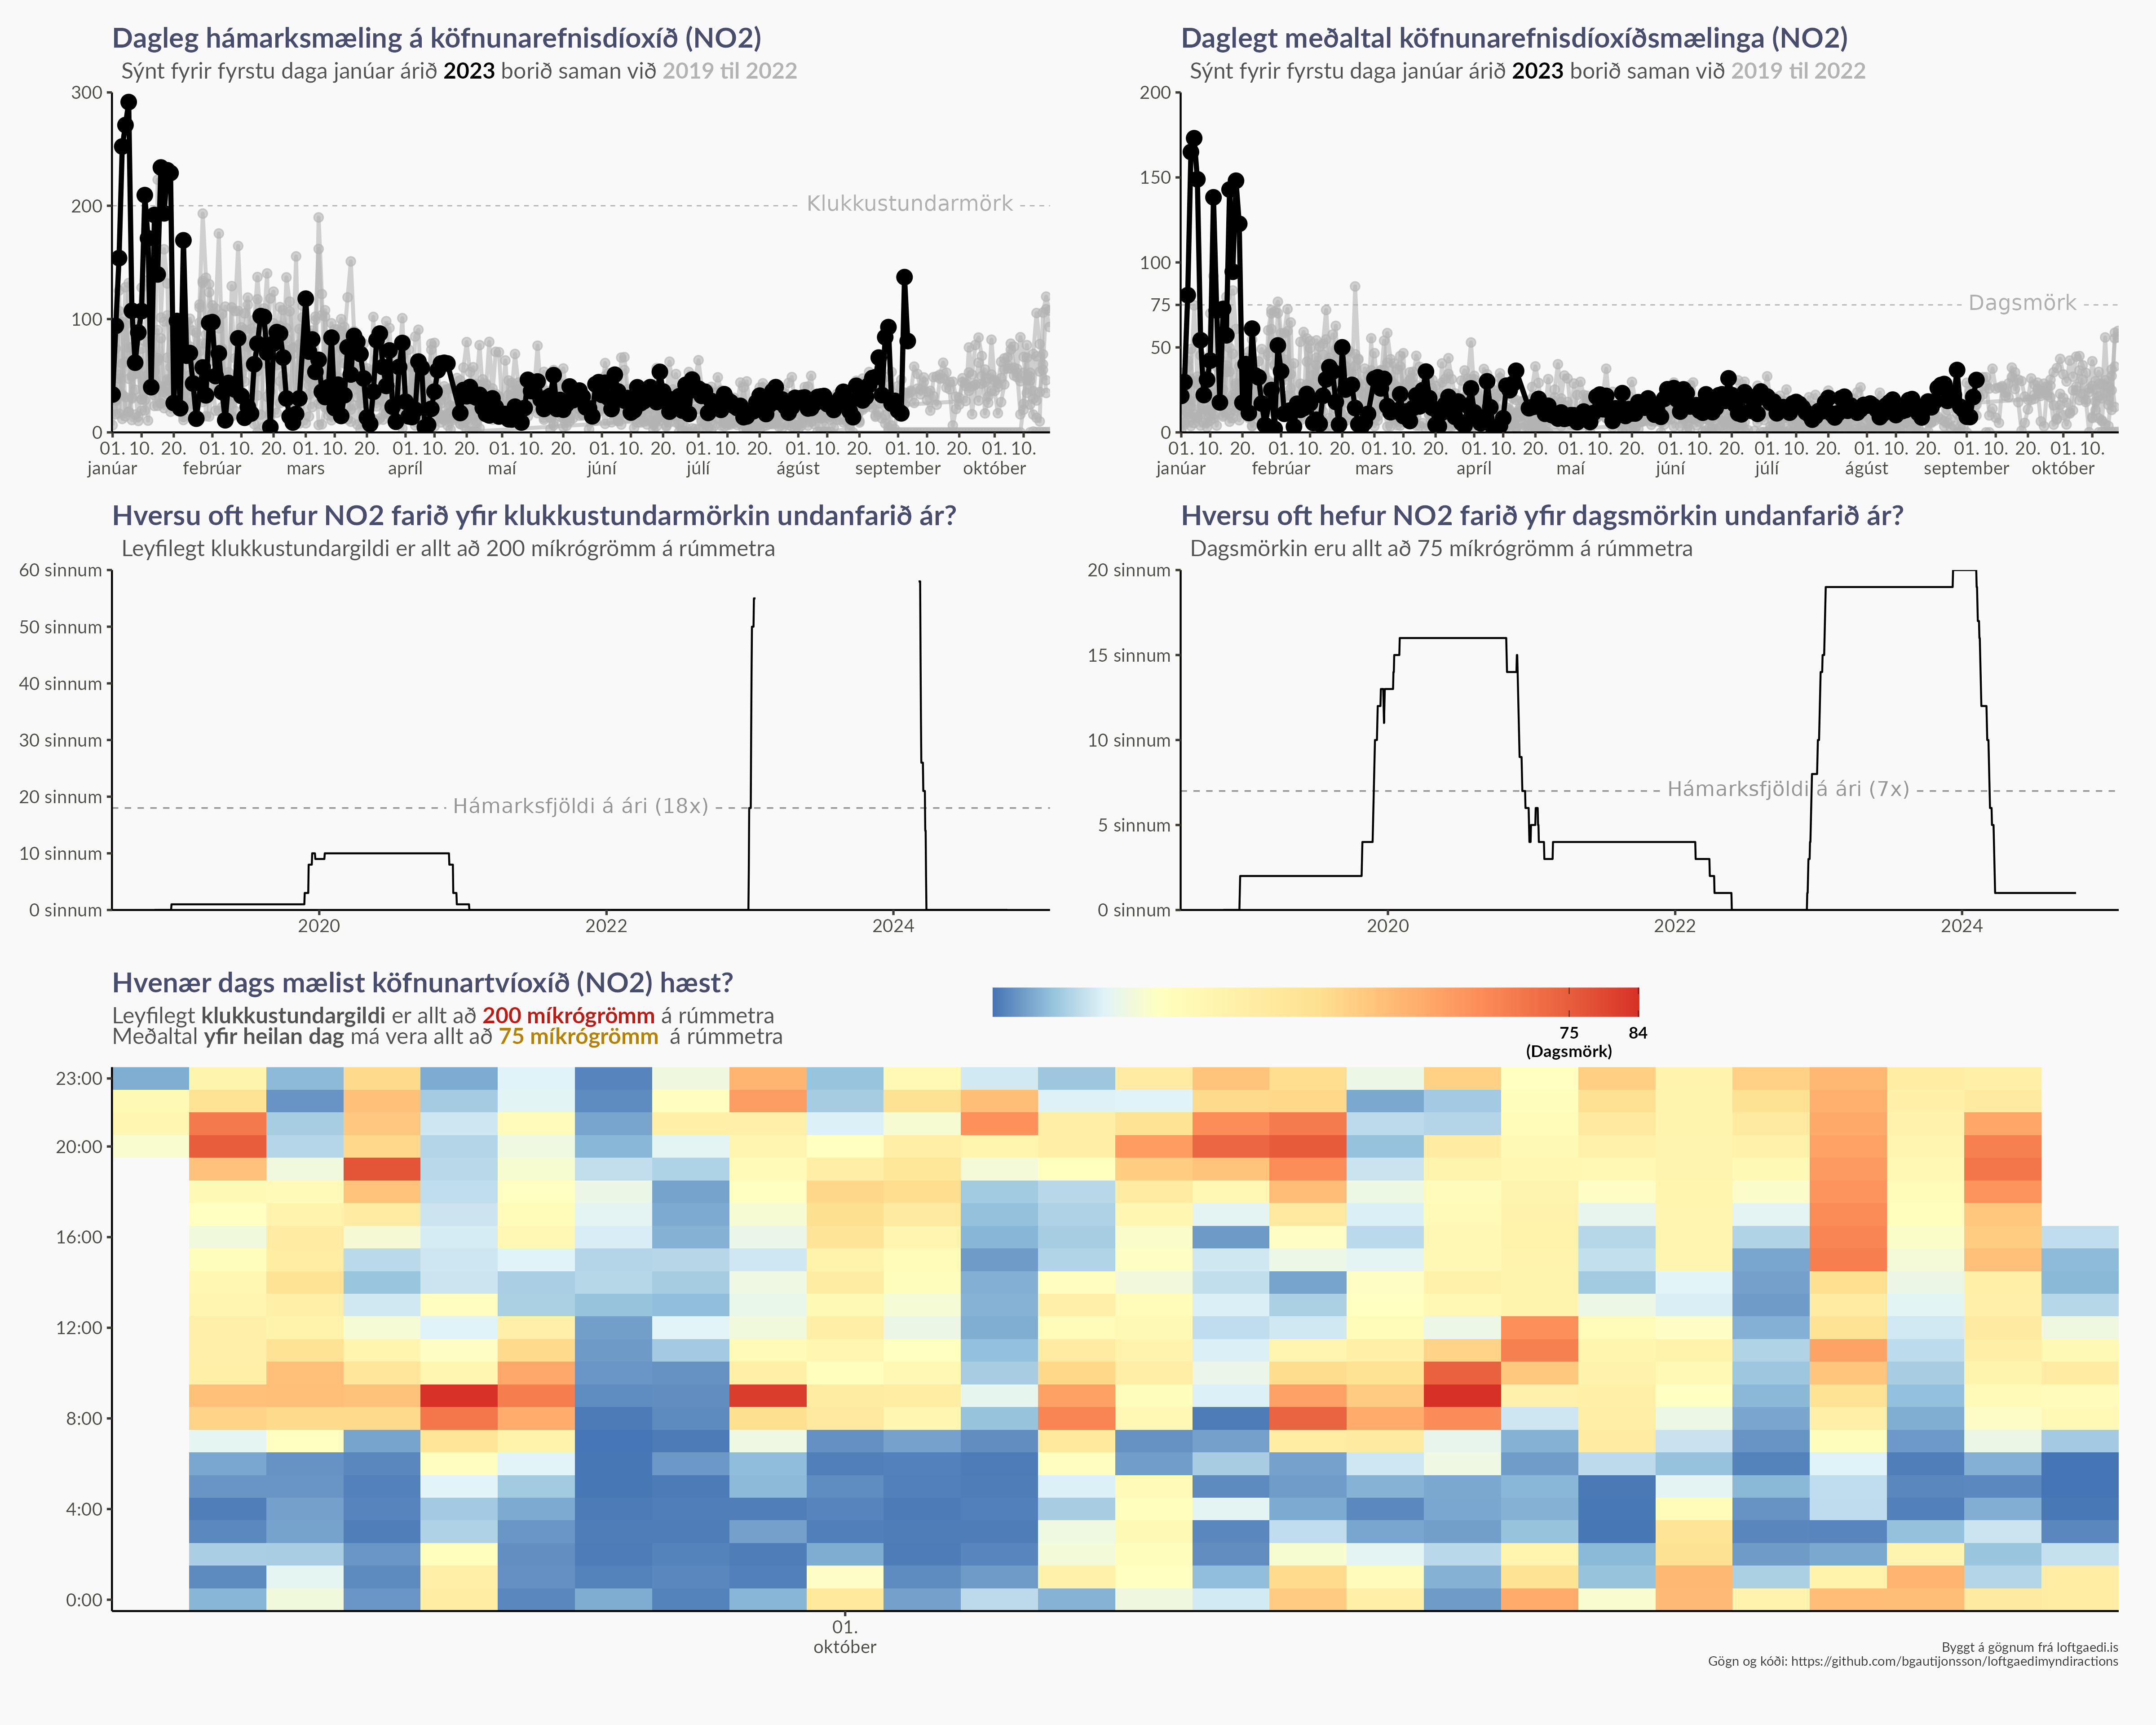 Dagleg hámarksmæling á köfnunarefnisdíoxíð (NO2)
Sýnt fyrir fyrstu daga janúar árið 2023 borið saman við 2019 til 2022
300
200
100
0
Klukkustundarmörk
01. 10. 20. 01. 10. 20. 01. 10. 20. 01. 10. 20. 01. 10. 20. 01. 10. 20. 01. 10. 20. 01. 10. 20. 01. 10. 20. 01. 10.
janúar febrúar mars apríl maí júní júlí ágúst september október
Daglegt meðaltal köfnunarefnisdíoxíðsmælinga (NO2)
Sýnt fyrir fyrstu daga janúar árið 2023 borið saman við 2019 til 2022
200
150
100
75
50
0
Dagsmörk
01. 10. 20. 01. 10. 20. 01. 10. 20. 01. 10. 20. 01. 10. 20. 01. 10. 20. 01. 10. 20. 01. 10. 20. 01. 10. 20. 01. 10.
janúar febrúar mars apríl maí júní júlí ágúst september október
Hversu oft hefur NO2 farið yfir klukkustundarmörkin undanfarið ár?
Leyfilegt klukkustundargildi er allt að 200 míkrógrömm á rúmmetra
60 sinnum
50 sinnum
40 sinnum
30 sinnum
20 sinnum
10 sinnum
0 sinnum
Hámarksfjöldi á ári (18x)
2020 2022 2024
Hversu oft hefur NO2 farið yfir dagsmörkin undanfarið ár?
Dagsmörkin eru allt að 75 míkrógrömm á rúmmetra
20 sinnum
15 sinnum
10 sinnum
5 sinnum
0 sinnum
Hámarksfjöldi á ári (7x)
2020 2022 2024
Hvenær dags mælist köfnunartvíoxíð (NO2) hæst?
Leyfilegt klukkustundargildi er allt að 200 míkrógrömm á rúmmetra
Meðaltal yfir heilan dag má vera allt að 75 míkrógrömm á rúmmetra
75 84
(Dagsmörk)
23:00
20:00
16:00
12:00
8:00
4:00
0:00
01.
október
Byggt á gögnum frá loftgaedi.is
Gögn og kóði: https://github.com/bgautijonsson/loftgaedimyndiractions